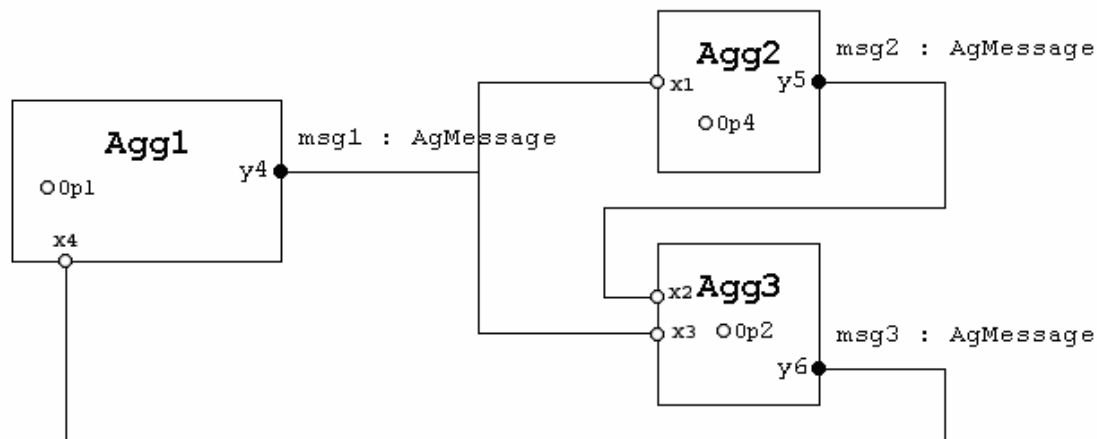 Agg1
Op1
x4
y4
msg1 : AgMessage
Agg2
x1
y5
Op4
msg2 : AgMessage
Agg3
x2
x3
Op2
y6
msg3 : AgMessage